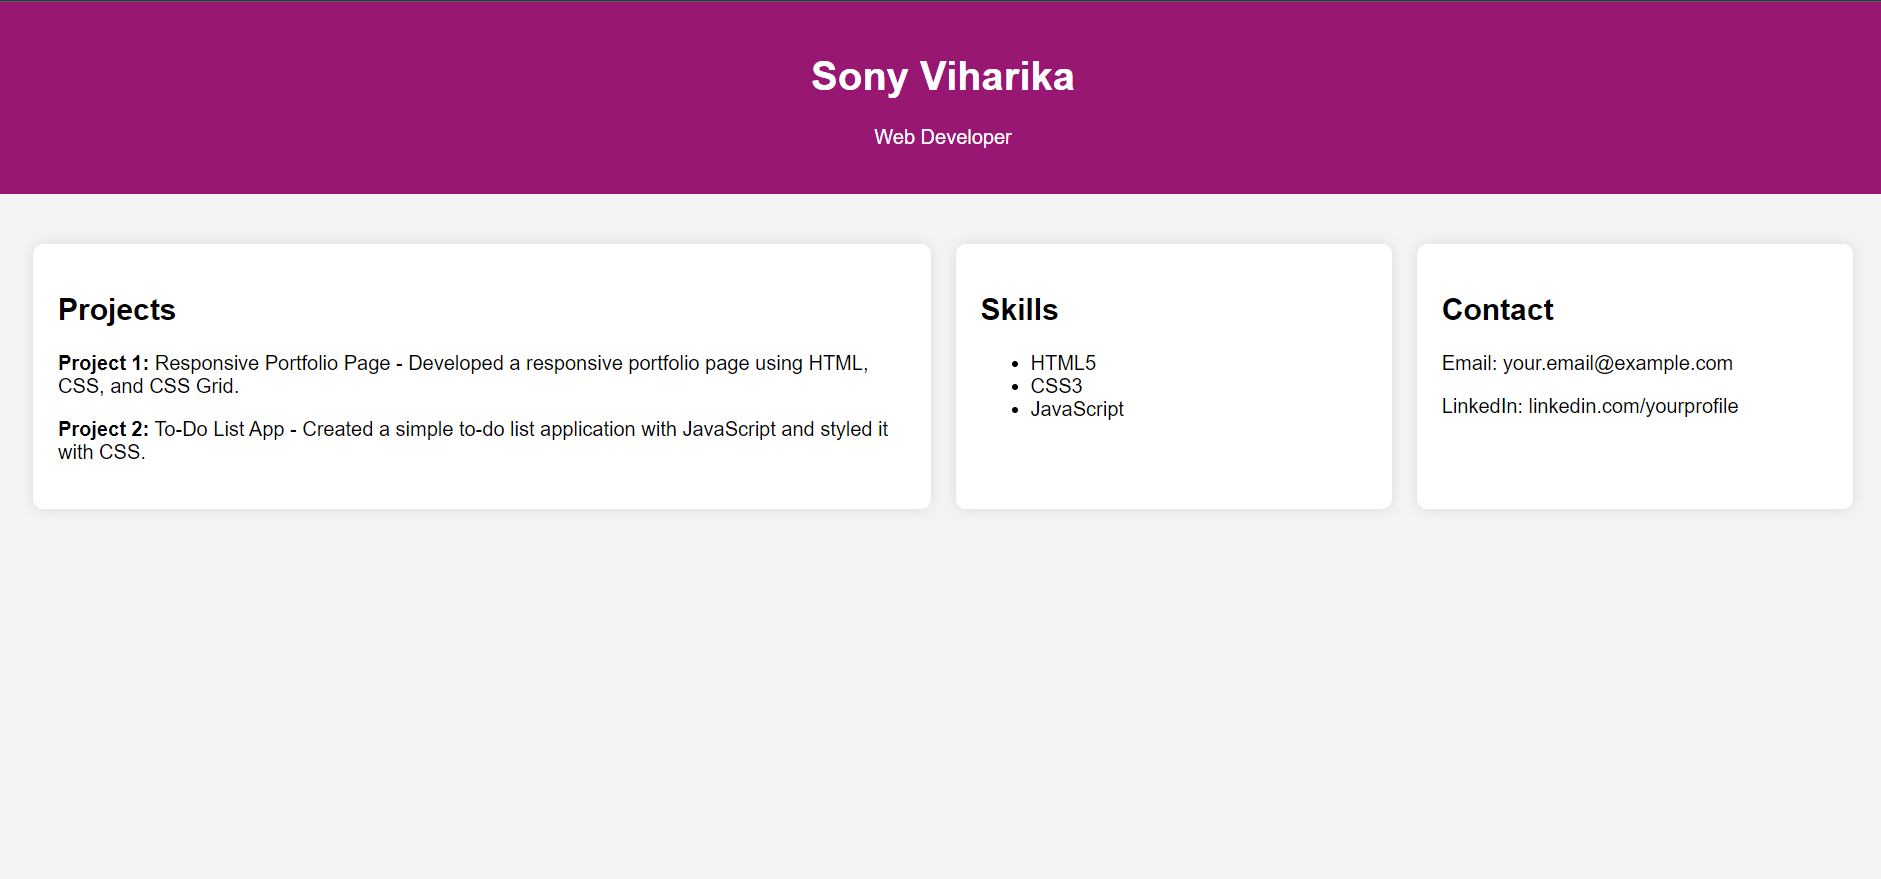 Sony Viharika
Web Developer
Projects
Project 1: Responsive Portfolio Page - Developed a responsive portfolio page using HTML,
CSS, and CSS Grid.
Project 2: To-Do List App - Created a simple to-do list application with JavaScript and styled it
with CSS.
Skills
• HTML5
• CSS3
• JavaScript
Contact
Email: your.email@example.com
LinkedIn: linkedin.com/yourprofile